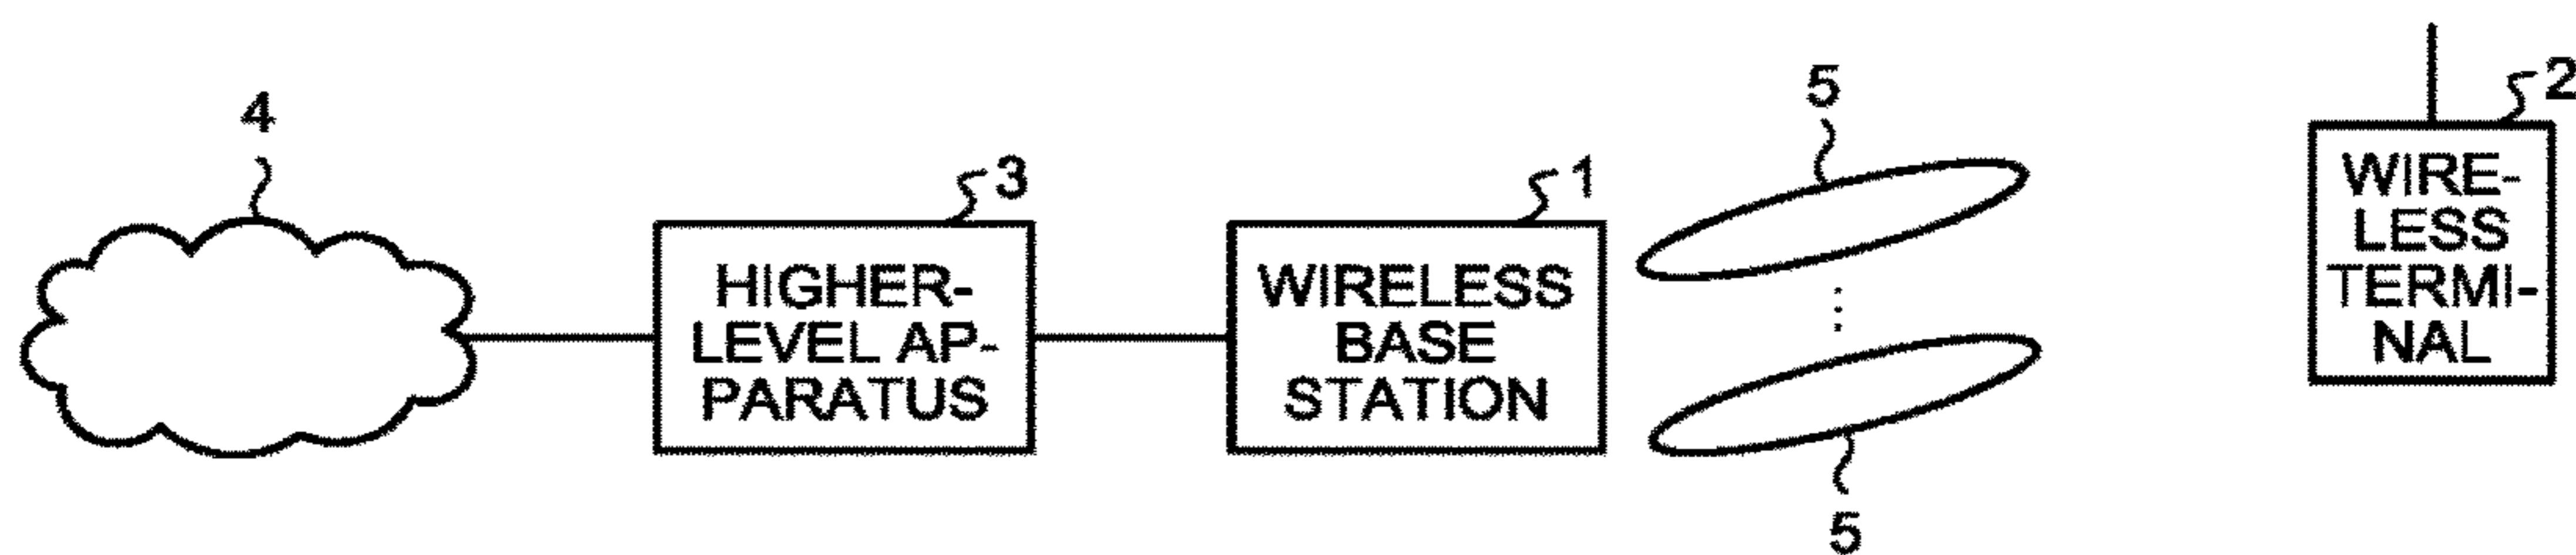 4
3
1
5
2
HIGHER-
LEVEL AP-
PARATUS
WIRELESS
BASE
STATION
WIRE-
LESS
TERMI-
NAL
5